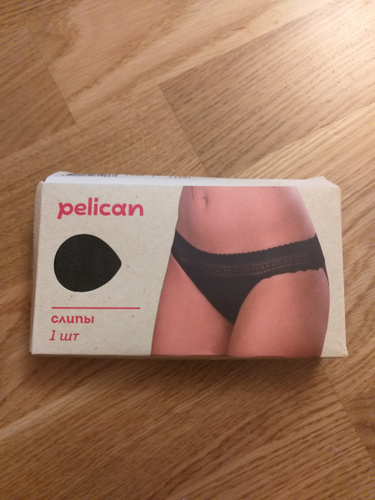 pelican
слипы
1 шт